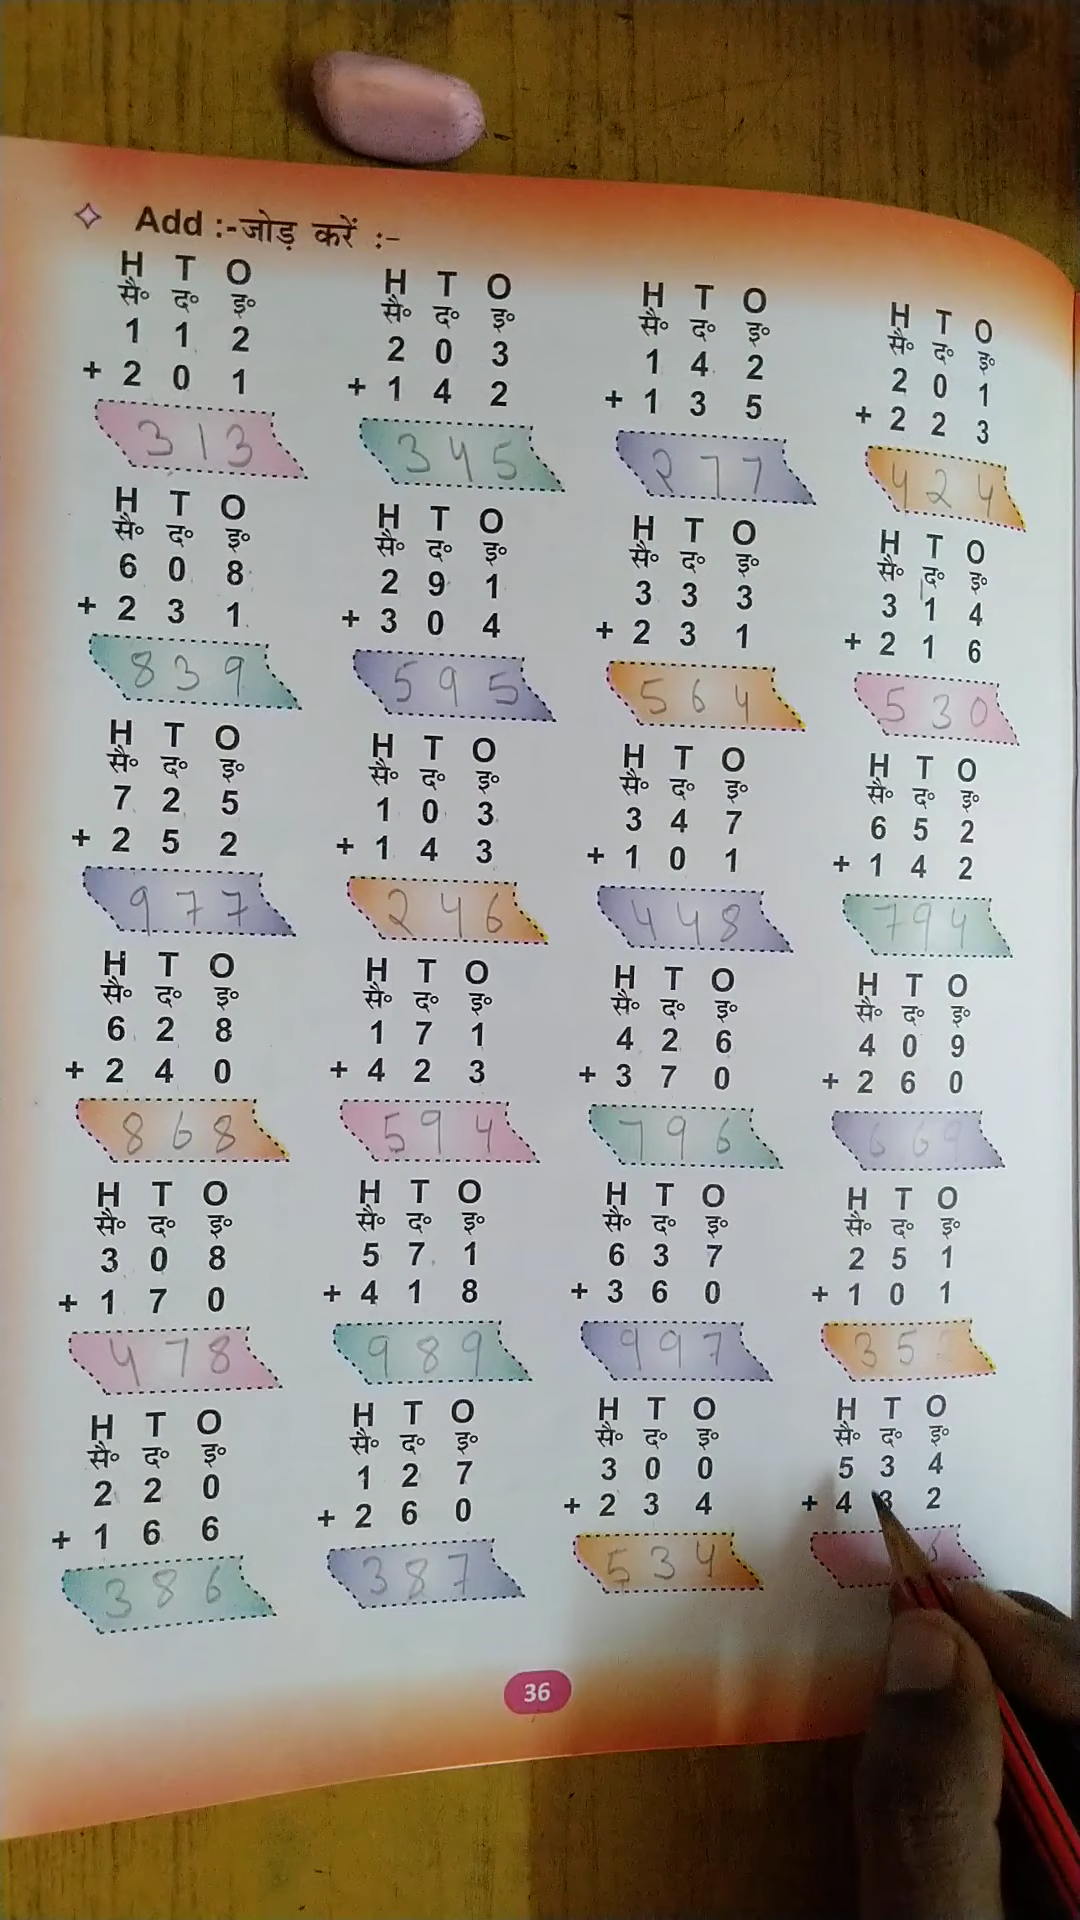 Add :-जोड़ करें :-
H T O H T O H T O H T O
सै० द० इ० सै० द० इ० सै० द० इ० सै० द० इ०
1 1 2 2 0 3 1 4 2 2 0 1
+ 2 0 1 + 1 4 2 + 1 3 5 + 2 2 3
313 345 277 424
H T O H T O H T O H T O
सै० द० इ० सै० द० इ० सै० द० इ० सै० द० इ०
6 0 8 2 9 1 3 3 3 3 1 4
+ 2 3 1 + 3 0 4 + 2 3 1 + 2 1 6
839 595 564 530
H T O H T O H T O H T O
सै० द० इ० सै० द० इ० सै० द० इ० सै० द० इ०
7 2 5 1 0 3 3 4 7 6 5 2
+ 2 5 2 + 1 4 3 + 1 0 1 + 1 4 2
977 246 448 794
H T O H T O H T O H T O
सै० द० इ० सै० द० इ० सै० द० इ० सै० द० इ०
6 2 8 1 7 1 4 2 6 4 0 9
+ 2 4 0 + 4 2 3 + 3 7 0 + 2 6 0
868 594 796 669
H T O H T O H T O H T O
सै० द० इ० सै० द० इ० सै० द० इ० सै० द० इ०
3 0 8 5 7 1 6 3 7 2 5 1
+ 1 7 0 + 4 1 8 + 3 6 0 + 1 0 1
478 989 997 352
H T O H T O H T O H T O
सै० द० इ० सै० द० इ० सै० द० इ० सै० द० इ०
2 2 0 1 2 7 3 0 0 5 3 4
+ 1 6 6 + 2 6 0 + 2 3 4 + 4 3 2
386 387 534 6
36